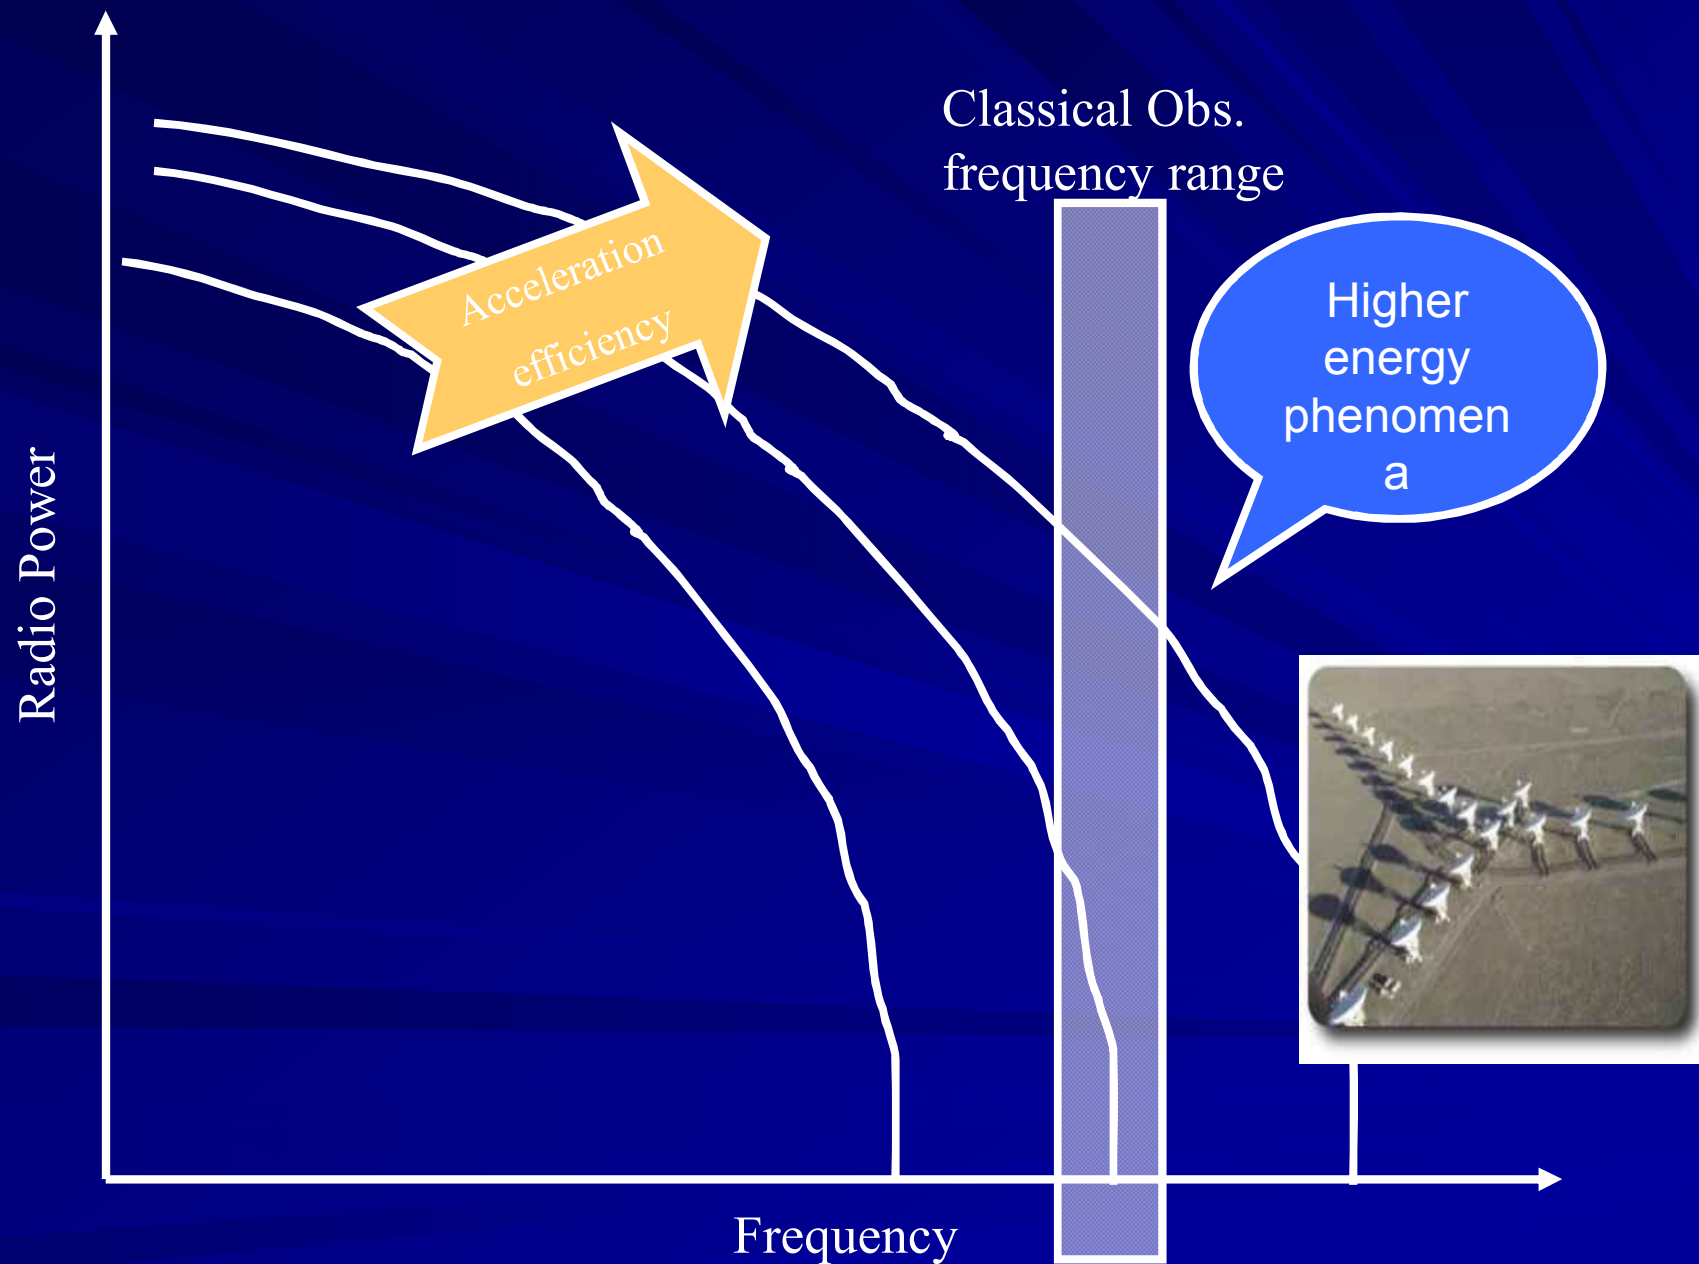 Classical Obs.
frequency range
Acceleration
efficiency
Higher
energy
phenomen
a
Radio Power
Frequency